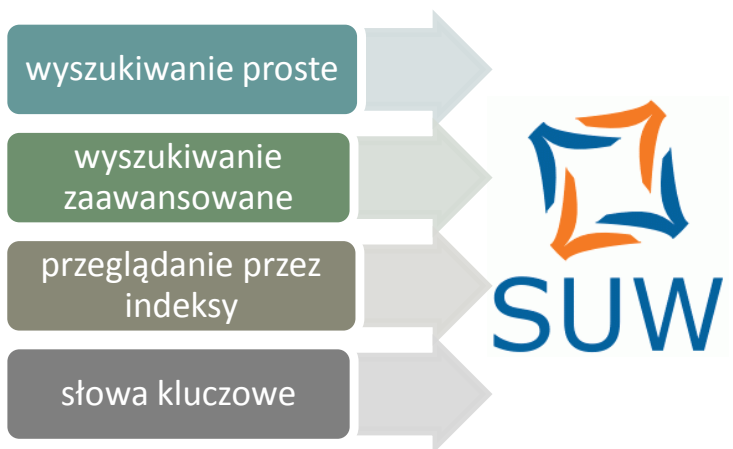 wyszukiwanie proste
wyszukiwanie
zaawansowane
przeglądanie przez
indeksy
słowa kluczowe
SUW